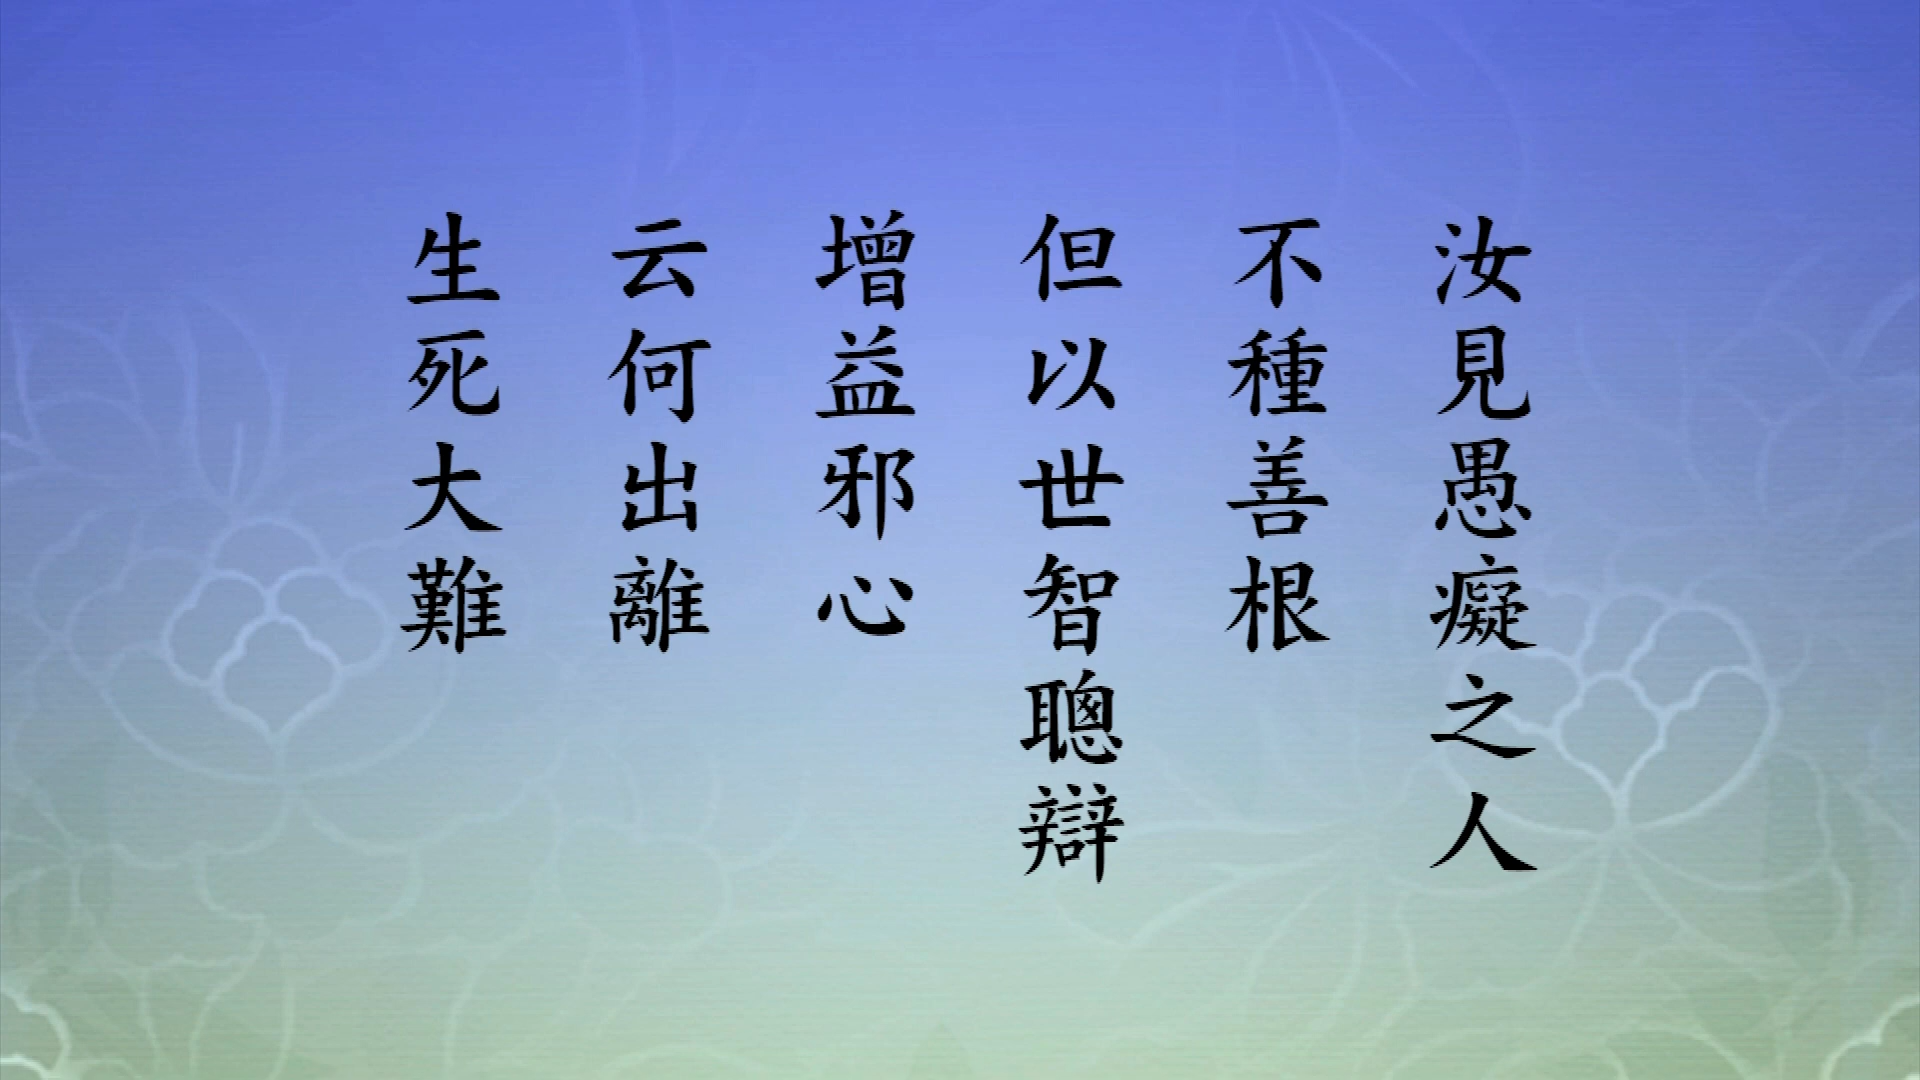 汝見愚癡之人
不種善根
但以世智聰辯
增益邪心
云何出離
生死大難